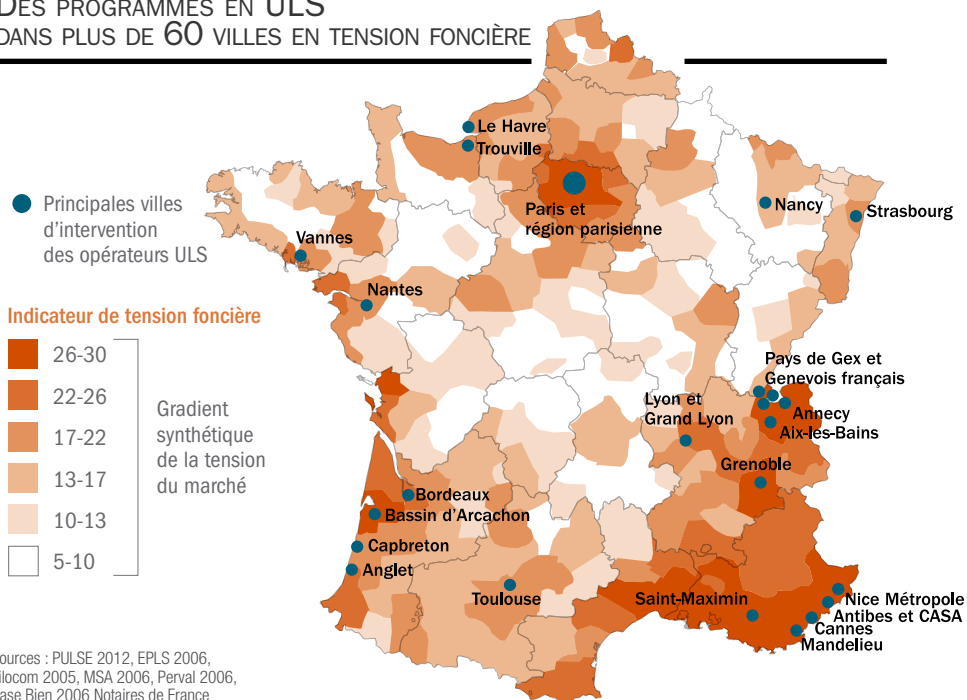 DES PROGRAMMES EN ULS
DANS PLUS DE 60 VILLES EN TENSION FONCIÈRE
Principales villes
d'intervention
des opérateurs ULS
Indicateur de tension foncière
26-30
22-26
17-22
13-17
10-13
5-10
Gradient
synthétique
de la tension
du marché
Le Havre
Trouville
Paris et
région parisienne
Nancy
Strasbourg
Vannes
Nantes
Pays de Gex et
Genevois français
Lyon et
Grand Lyon
Annecy
Aix-les-Bains
Grenoble
Bordeaux
Bassin d'Arcachon
Capbreton
Anglet
Toulouse
Saint-Maximin
Nice Métropole
Antibes et CASA
Cannes
Mandelieu
ources : PULSE 2012, EPLS 2006,
ilocom 2005, MSA 2006, Perval 2006,
ase Bien 2006 Notaires de France